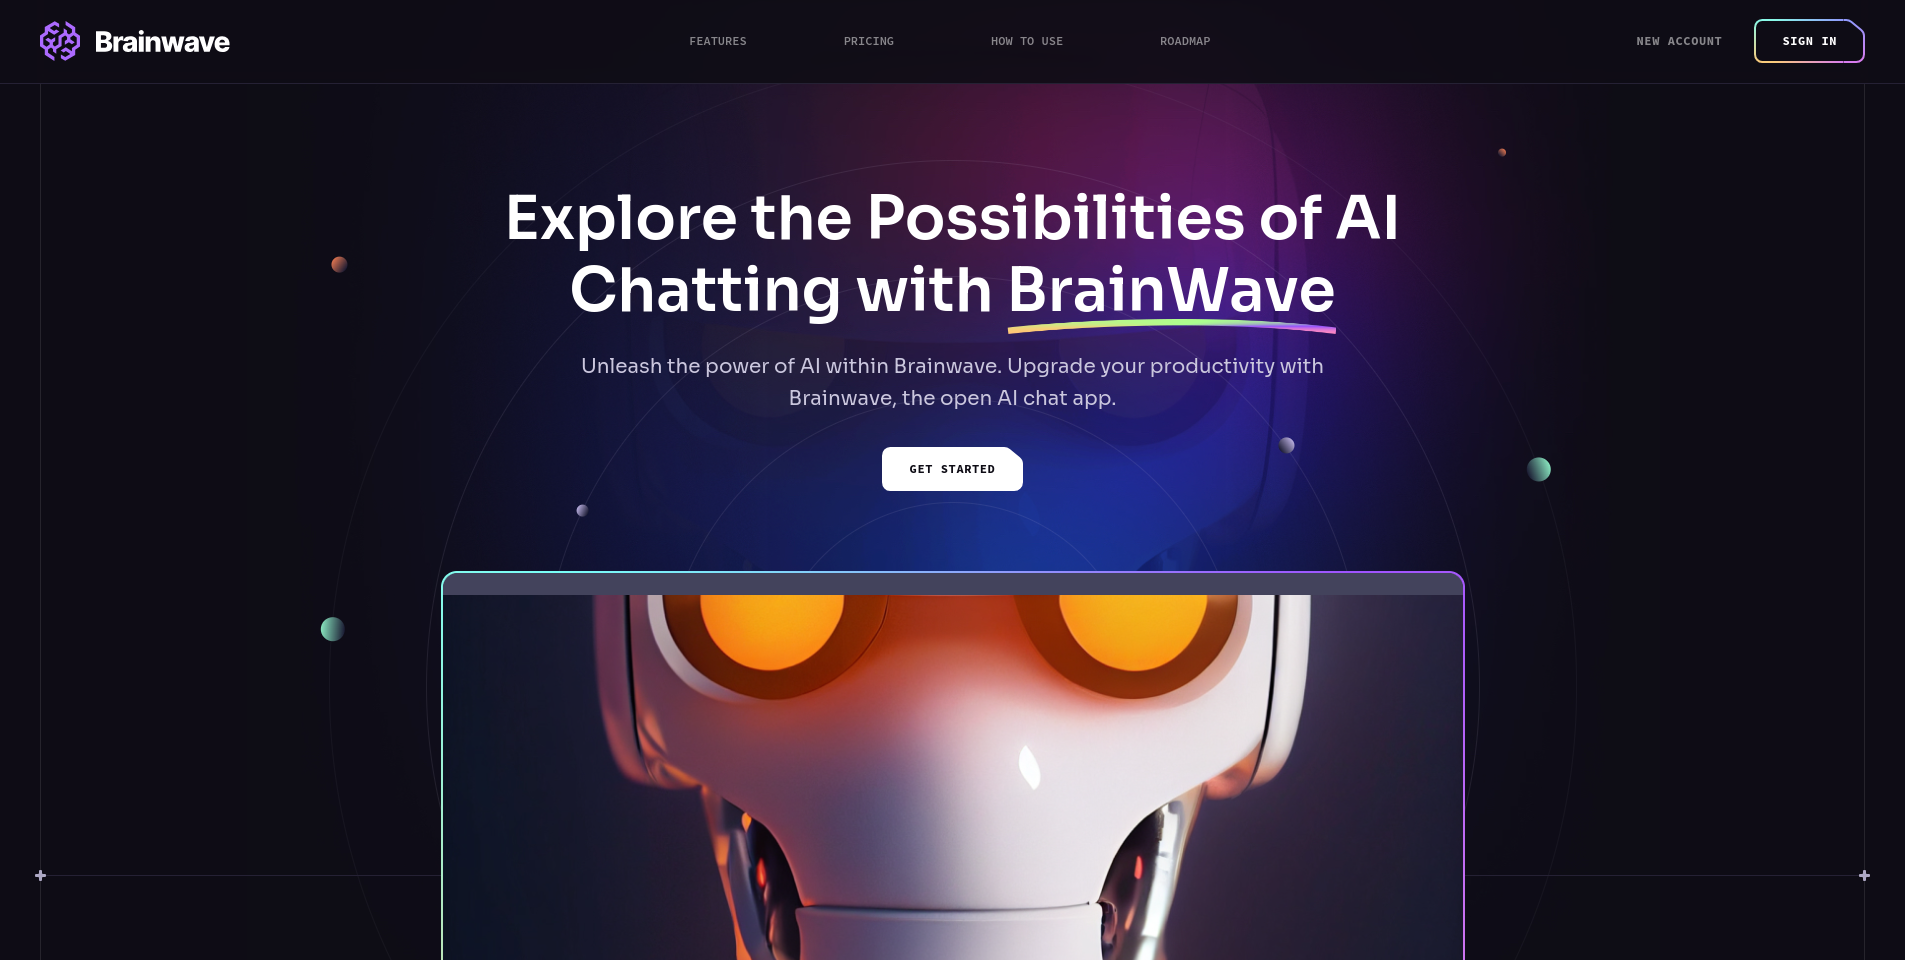 Brainwave
FEATURES
PRICING
HOW TO USE
ROADMAP
NEW ACCOUNT
SIGN IN
Explore the Possibilities of AI
Chatting with BrainWave
Unleash the power of AI within Brainwave. Upgrade your productivity with
Brainwave, the open AI chat app.
GET STARTED